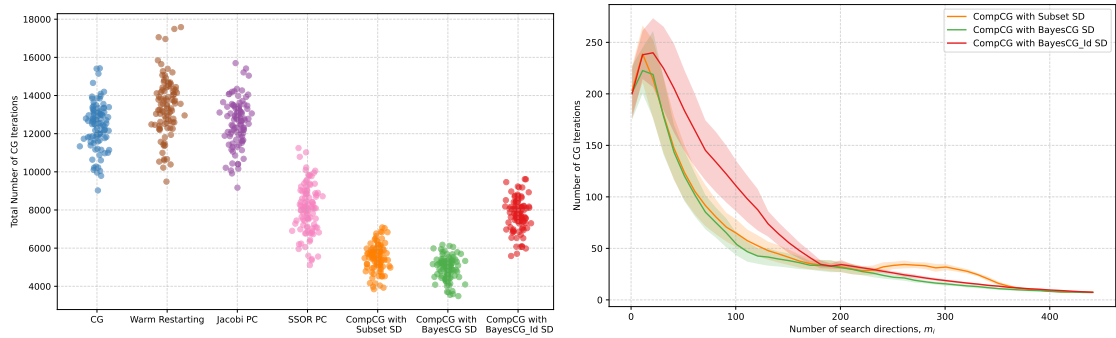 Total Number of CG Iterations
18000
16000
14000
12000
10000
8000
6000
4000
CG
Warm Restarting
Jacobi PC
SSOR PC
CompCG with
Subset SD
CompCG with
BayesCG SD
CompCG with
BayesCG_Id SD
Number of CG iterations
250
200
150
100
50
0
CompCG with Subset SD
CompCG with BayesCG SD
CompCG with BayesCG_Id SD
0
100
200
300
400
Number of search directions, mᵢ